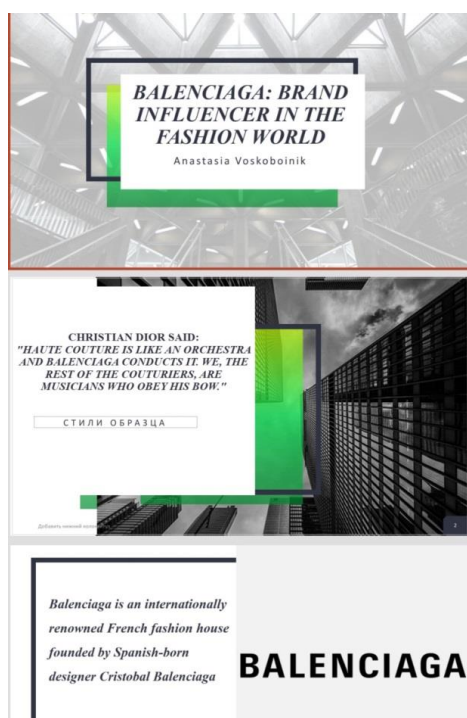 BALENCIAGA: BRAND
INFLUENCER IN THE
FASHION WORLD
Anastasia Voskoboinik
CHRISTIAN DIOR SAID:
"HAUTE COUTURE IS LIKE AN ORCHESTRA
AND BALENCIAGA CONDUCTS IT. WE, THE
REST OF THE COUTURIERS, ARE
MUSICIANS WHO OBEY HIS BOW."
СТИЛИ ОБРАЗЦА
Добавить нижний
2
Balenciaga is an internationally
renowned French fashion house
founded by Spanish-born
designer Cristobal Balenciaga
BALENCIAGA